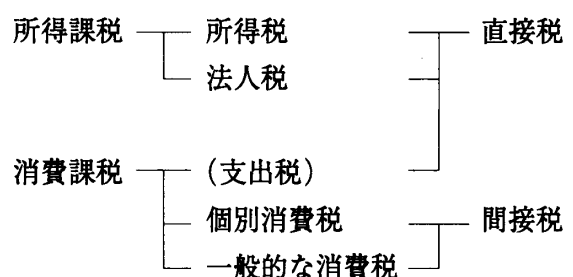 所得課税 所得税 直接税
法人税
消費課税 (支出税)
個別消費税 間接税
一般的な消費税